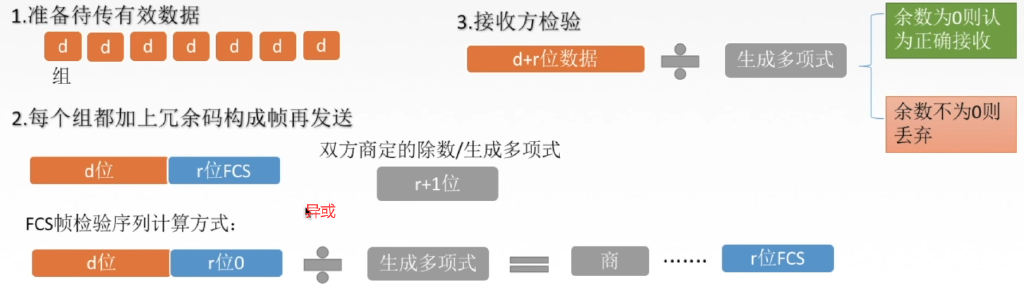 1.准备待传有效数据
d d d d d d d
组
2.每个组都加上冗余码构成帧再发送
d位 r位FCS
双方商定的除数/生成多项式
r+1位
异或
FCS帧检验序列计算方式：
d位 r位0 生成多项式 商 ······· r位FCS
3.接收方检验
d+r位数据 生成多项式
余数为0则认
为正确接收
余数不为0则
丢弃